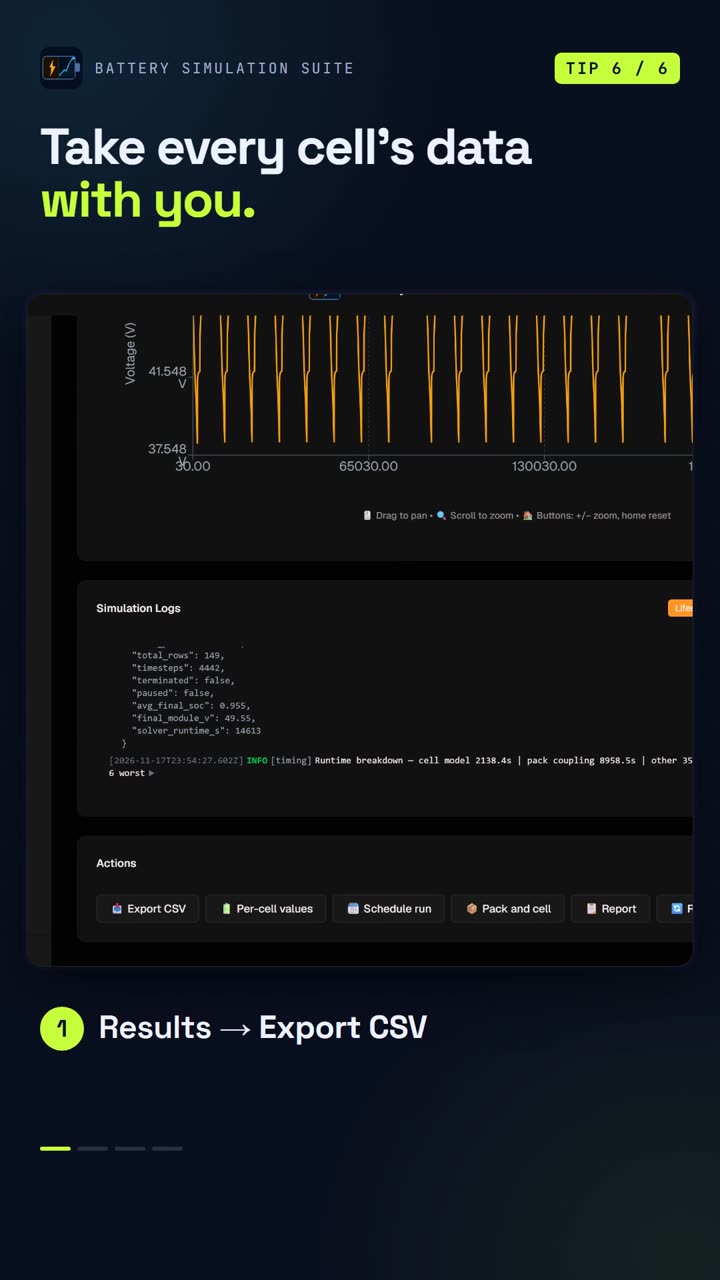 BATTERY SIMULATION SUITE
TIP 6 / 6
Take every cell’s data
with you.
Voltage (V)
41.548
V
37.548
V
30.00
65030.00
130030.00
Drag to pan • Scroll to zoom • Buttons: +/− zoom, home reset
Simulation Logs
"total_rows": 149,
"timesteps": 4442,
"terminated": false,
"paused": false,
"avg_final_soc": 0.955,
"final_module_v": 49.55,
"solver_runtime_s": 14613
}
[2026-11-17T23:54:27.602Z] INFO [timing] Runtime breakdown — cell model 2138.4s | pack coupling 8958.5s | other 35
6 worst ▶
Actions
Export CSV
Per-cell values
Schedule run
Pack and cell
Report
1 Results → Export CSV